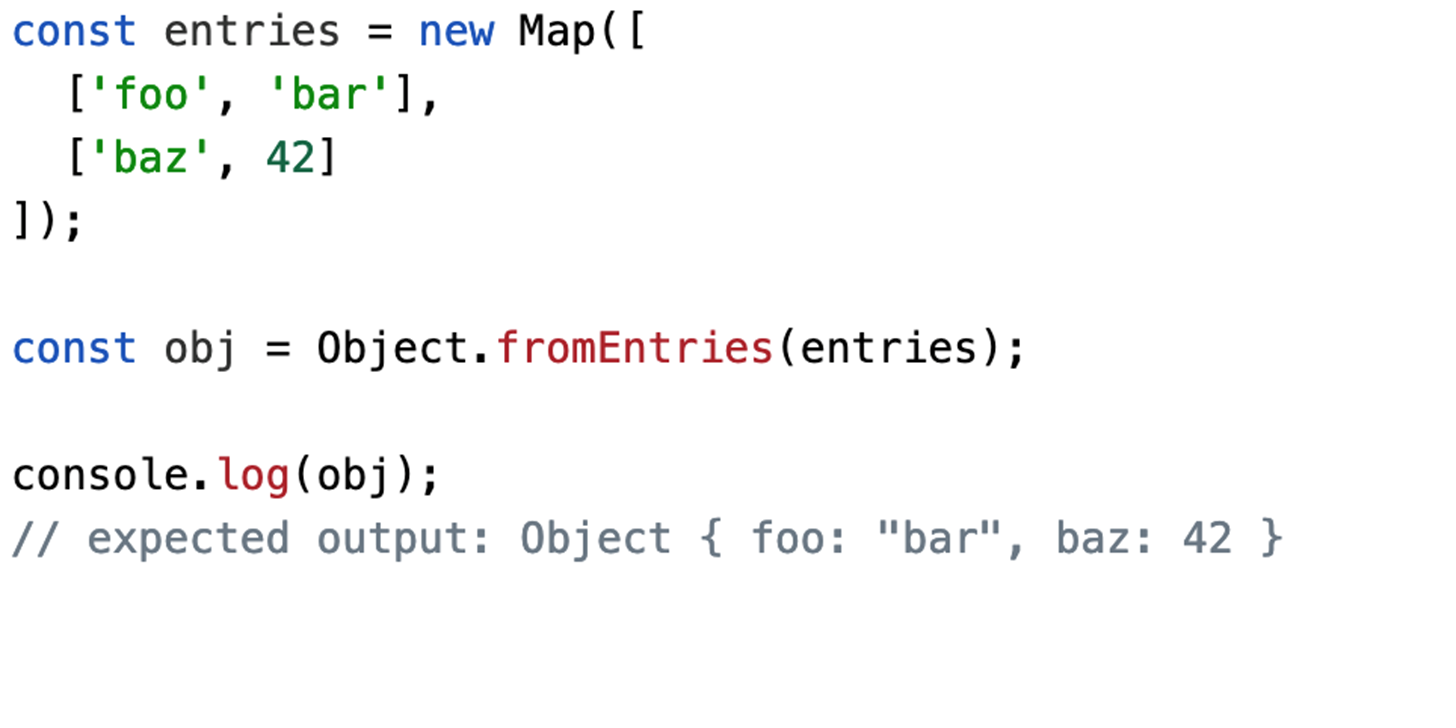 const entries = new Map([
  ['foo', 'bar'],
  ['baz', 42]
]);
const obj = Object.fromEntries(entries);
console.log(obj);
// expected output: Object { foo: "bar", baz: 42 }